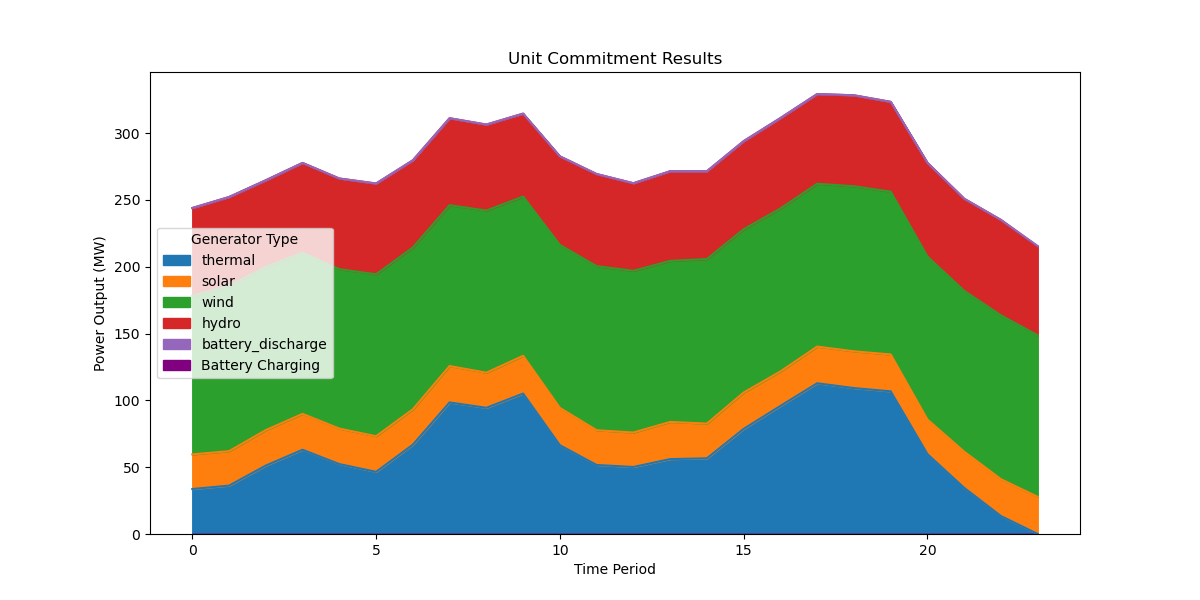 Unit Commitment Results
Power Output (MW)
300
250
200
150
100
50
0
Generator Type
thermal
solar
wind
hydro
battery_discharge
Battery Charging
0 5 10 15 20
Time Period